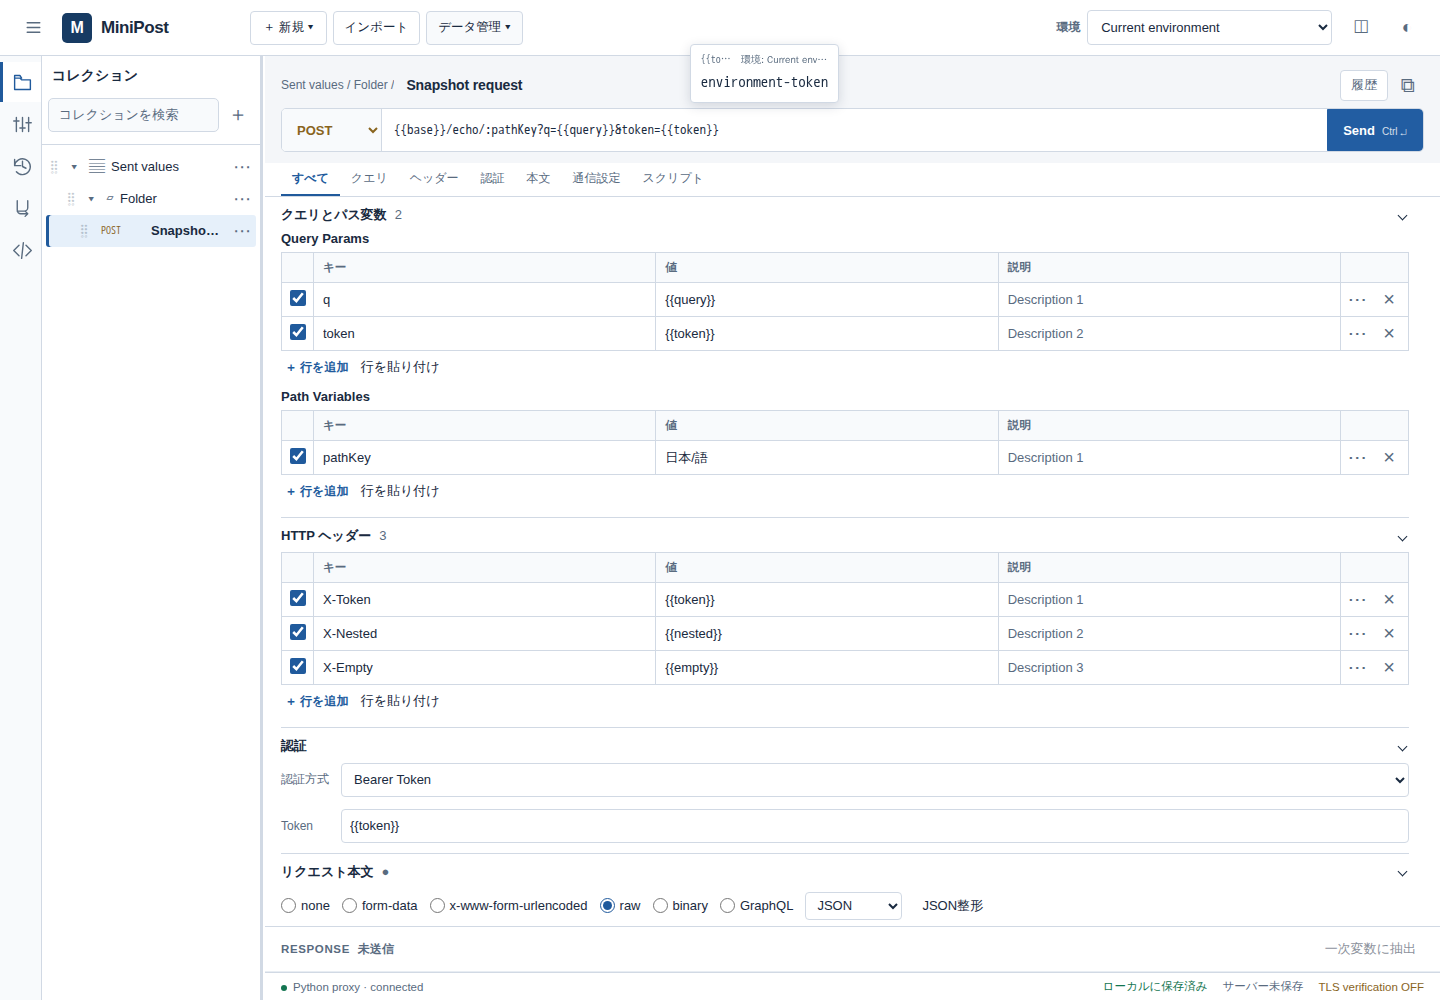 M MiniPost ＋ 新規 ▾ インポート データ管理 ▾ 環境 Current environment
{{to… 環境: Current env…
environment-token
コレクション
コレクションを検索 +
Sent values ···
Folder ···
POST Snapsho… ···
Sent values / Folder / Snapshot request 履歴
POST {{base}}/echo/:pathKey?q={{query}}&token={{token}} Send Ctrl ↵
すべて クエリ ヘッダー 認証 本文 通信設定 スクリプト
クエリとパス変数 2
Query Params
キー 値 説明
q {{query}} Description 1 ··· ×
token {{token}} Description 2 ··· ×
+ 行を追加 行を貼り付け
Path Variables
キー 値 説明
pathKey 日本/語 Description 1 ··· ×
+ 行を追加 行を貼り付け
HTTP ヘッダー 3
キー 値 説明
X-Token {{token}} Description 1 ··· ×
X-Nested {{nested}} Description 2 ··· ×
X-Empty {{empty}} Description 3 ··· ×
+ 行を追加 行を貼り付け
認証
認証方式 Bearer Token
Token {{token}}
リクエスト本文 ●
none form-data x-www-form-urlencoded raw binary GraphQL JSON JSON整形
RESPONSE 未送信 一次変数に抽出
Python proxy · connected ローカルに保存済み サーバー未保存 TLS verification OFF